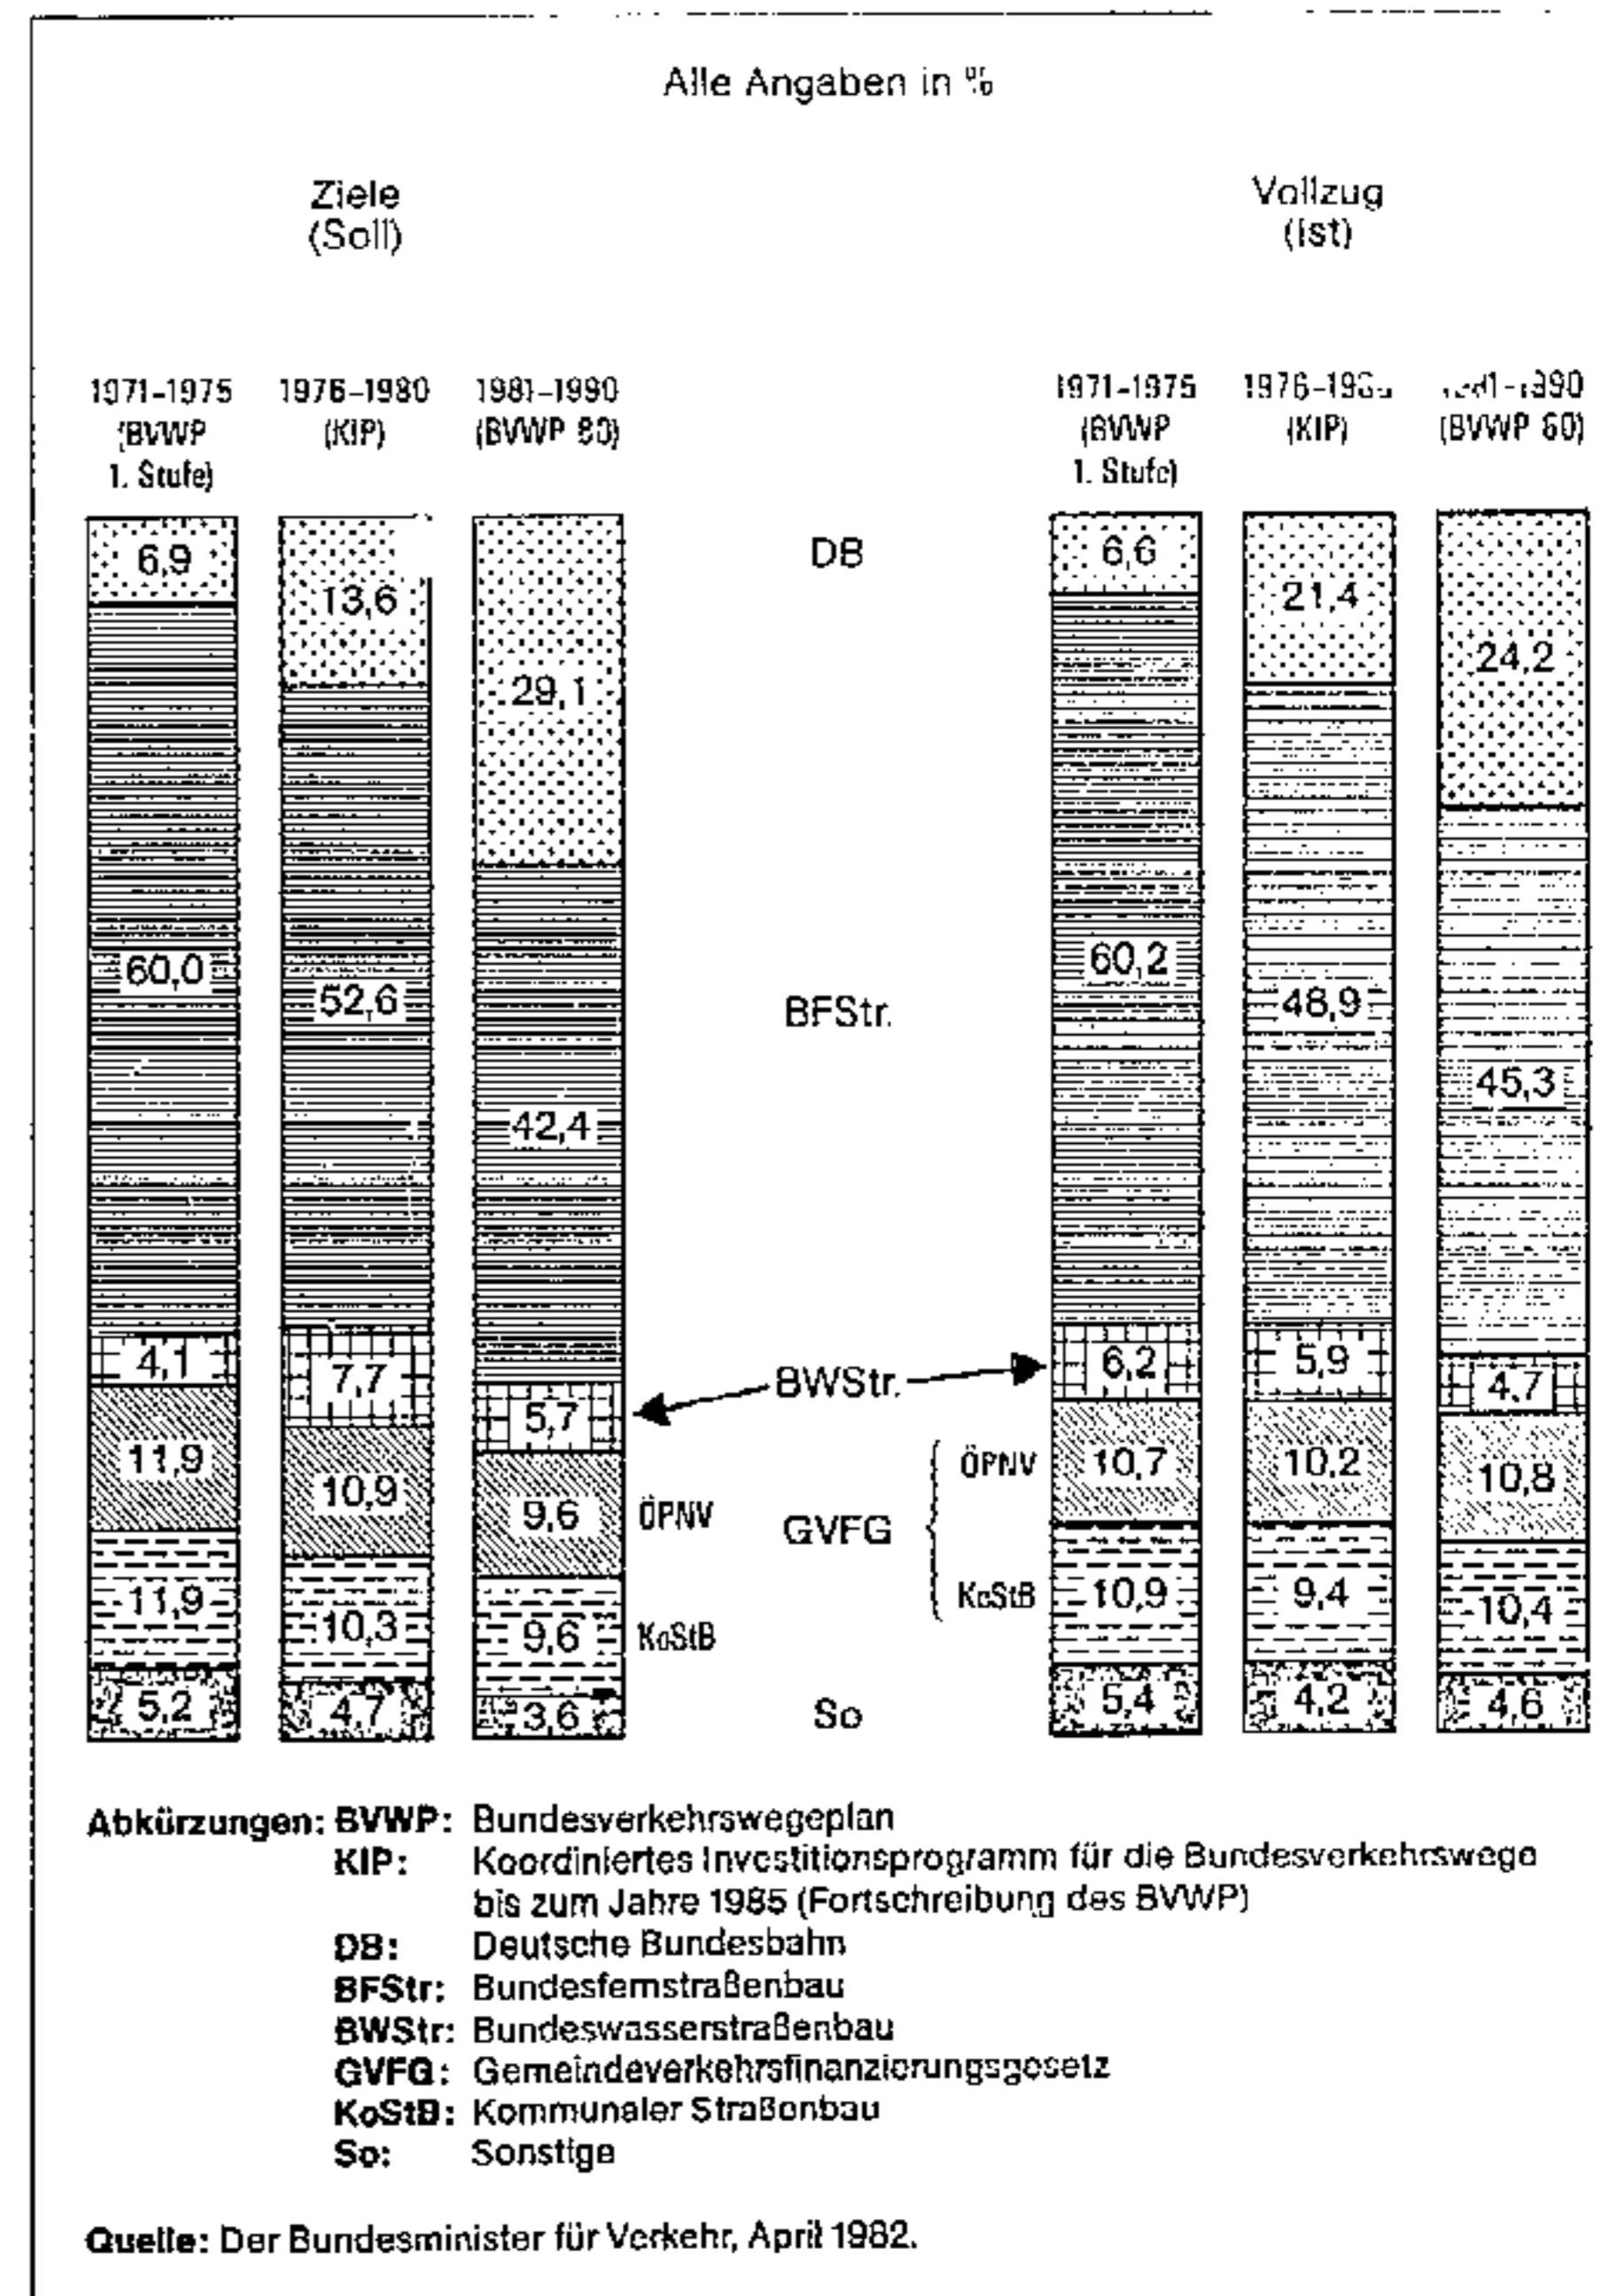 Alle Angaben in %
Ziele
(Soll)
Vollzug
(Ist)
1971–1975
(BVWP
1. Stufe)
1976–1980
(KIP)
1981–1990
(BVWP 80)
1971–1975
(BVWP
1. Stufe)
(KIP)
(BVWP 80)
6,9
13,6
29,1
DB
6,6
21,4
24,2
60,0
52,6
42,4
BFStr.
60,2
48,9
45,3
4,1
7,7
5,7
BWStr.
6,2
5,9
4,7
11,9
10,9
9,6
ÖPNV
GVFG
ÖPNV
10,7
10,2
10,8
11,9
10,3
9,6
KoStB
KoStB
10,9
9,4
10,4
5,2
4,7
3,6
So
5,4
4,2
4,6
Abkürzungen: BVWP: Bundesverkehrswegeplan
KIP: Koordiniertes Investitionsprogramm für die Bundesverkehrswege
bis zum Jahre 1985 (Fortschreibung des BVWP)
DB: Deutsche Bundesbahn
BFStr: Bundesfernstraßenbau
BWStr: Bundeswasserstraßenbau
GVFG: Gemeindeverkehrsfinanzierungsgesetz
KoStB: Kommunaler Straßenbau
So: Sonstige
Quelle: Der Bundesminister für Verkehr, April 1982.